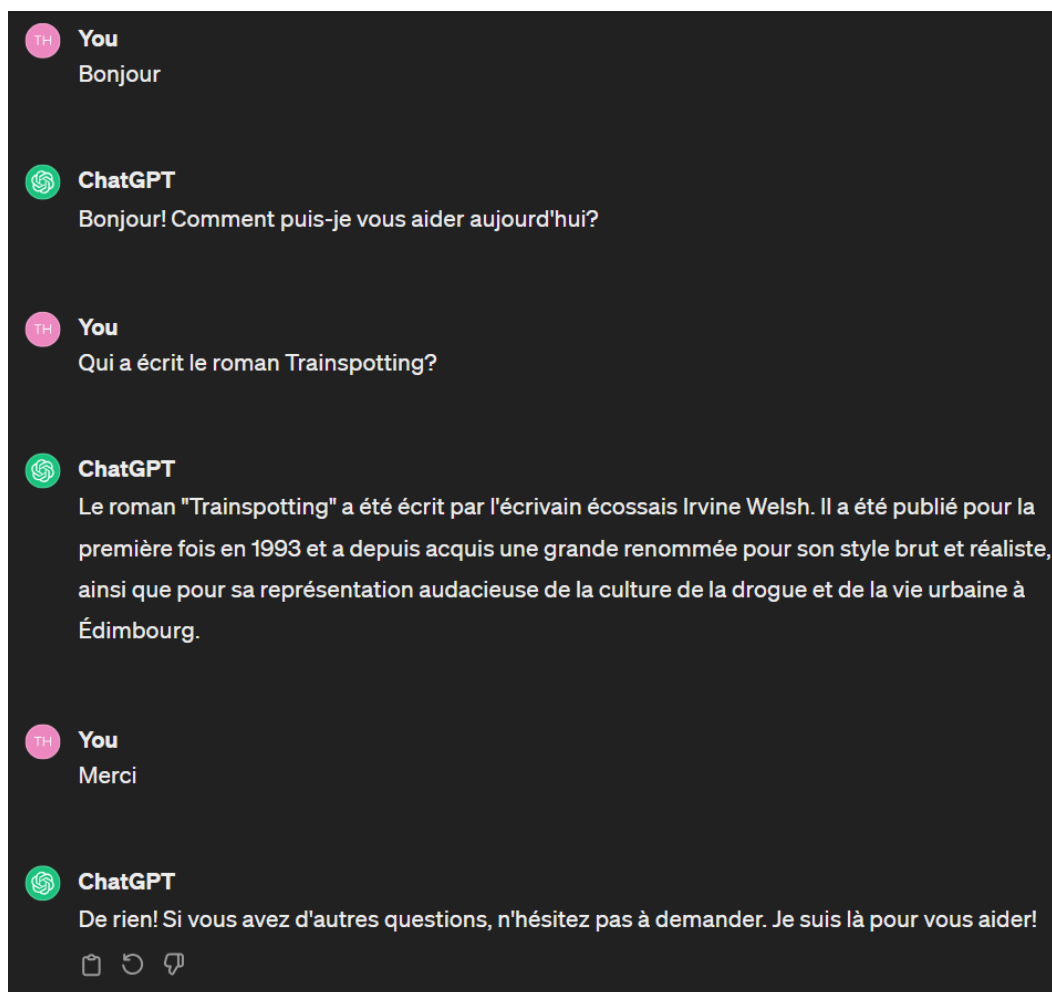 TH You
Bonjour
ChatGPT
Bonjour! Comment puis-je vous aider aujourd'hui?
TH You
Qui a écrit le roman Trainspotting?
ChatGPT
Le roman "Trainspotting" a été écrit par l'écrivain écossais Irvine Welsh. Il a été publié pour la
première fois en 1993 et a depuis acquis une grande renommée pour son style brut et réaliste,
ainsi que pour sa représentation audacieuse de la culture de la drogue et de la vie urbaine à
Édimbourg.
TH You
Merci
ChatGPT
De rien! Si vous avez d'autres questions, n'hésitez pas à demander. Je suis là pour vous aider!